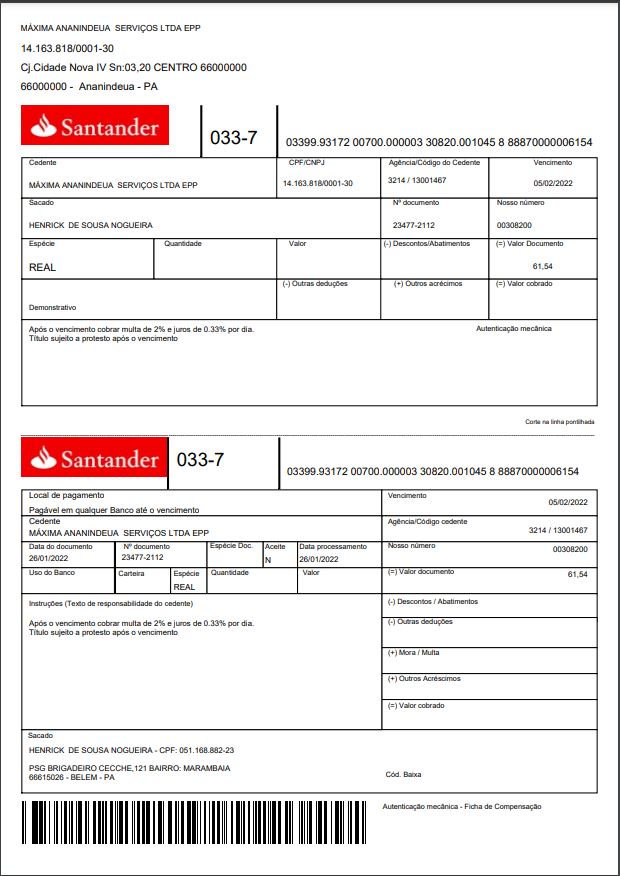 MÁXIMA ANANINDEUA SERVIÇOS LTDA EPP
14.163.818/0001-30
Cj.Cidade Nova IV Sn:03,20 CENTRO 66000000
66000000 - Ananindeua - PA
Santander 033-7 03399.93172 00700.000003 30820.001045 8 88870000006154
Cedente CPF/CNPJ Agência/Código do Cedente Vencimento
MÁXIMA ANANINDEUA SERVIÇOS LTDA EPP 14.163.818/0001-30 3214 / 13001467 05/02/2022
Sacado Nº documento Nosso número
HENRICK DE SOUSA NOGUEIRA 23477-2112 00308200
Espécie Quantidade Valor (-) Descontos/Abatimentos (=) Valor Documento
REAL 61,54
(-) Outras deduções (+) Outros acrécimos (=) Valor cobrado
Demonstrativo
Após o vencimento cobrar multa de 2% e juros de 0.33% por dia. Autenticação mecânica
Título sujeito a protesto após o vencimento
Corte na linha pontilhada
Santander 033-7 03399.93172 00700.000003 30820.001045 8 88870000006154
Local de pagamento Vencimento
Pagável em qualquer Banco até o vencimento 05/02/2022
Cedente Agência/Código cedente
MÁXIMA ANANINDEUA SERVIÇOS LTDA EPP 3214 / 13001467
Data do documento Nº documento Espécie Doc. Aceite Data processamento Nosso número
26/01/2022 23477-2112 N 26/01/2022 00308200
Uso do Banco Carteira Espécie Quantidade Valor (=) Valor documento
REAL 61,54
Instruções (Texto de responsabilidade do cedente) (-) Descontos / Abatimentos
Após o vencimento cobrar multa de 2% e juros de 0.33% por dia. (-) Outras deduções
Título sujeito a protesto após o vencimento
(+) Mora / Multa
(+) Outros Acréscimos
(=) Valor cobrado
Sacado
HENRICK DE SOUSA NOGUEIRA - CPF: 051.168.882-23
PSG BRIGADEIRO CECCHE,121 BAIRRO: MARAMBAIA
66615026 - BELEM - PA Cód. Baixa
Autenticação mecânica - Ficha de Compensação